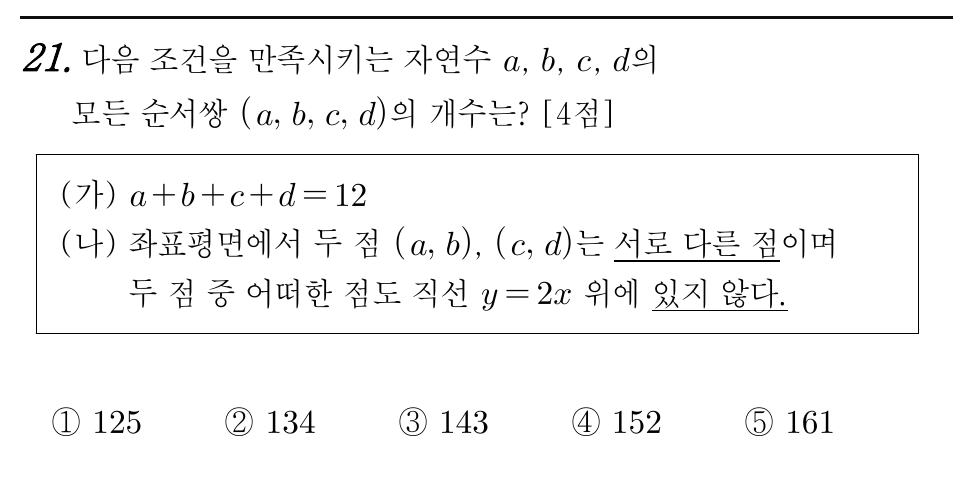 21. 다음 조건을 만족시키는 자연수 a, b, c, d의
모든 순서쌍 (a, b, c, d)의 개수는? [4점]
(가) a+b+c+d=12
(나) 좌표평면에서 두 점 (a, b), (c, d)는 서로 다른 점이며
두 점 중 어떠한 점도 직선 y=2x 위에 있지 않다.
① 125 ② 134 ③ 143 ④ 152 ⑤ 161